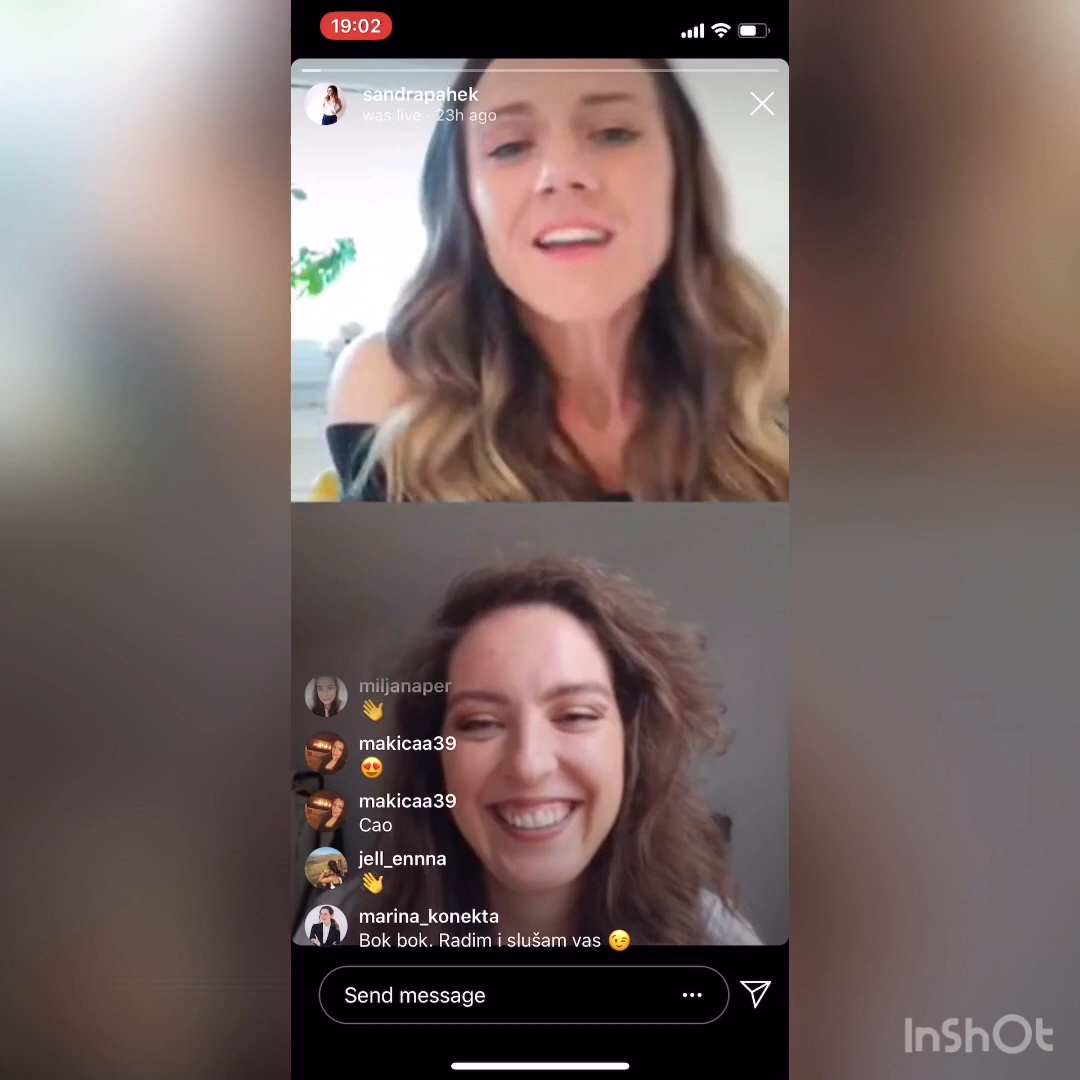 19:02
sandrapahek
was live · 23h ago
miljanaper
👋
makicaa39
😍
makicaa39
Cao
jell_ennna
👋
marina_konekta
Bok bok. Radim i slušam vas 😉
Send message
InShOt